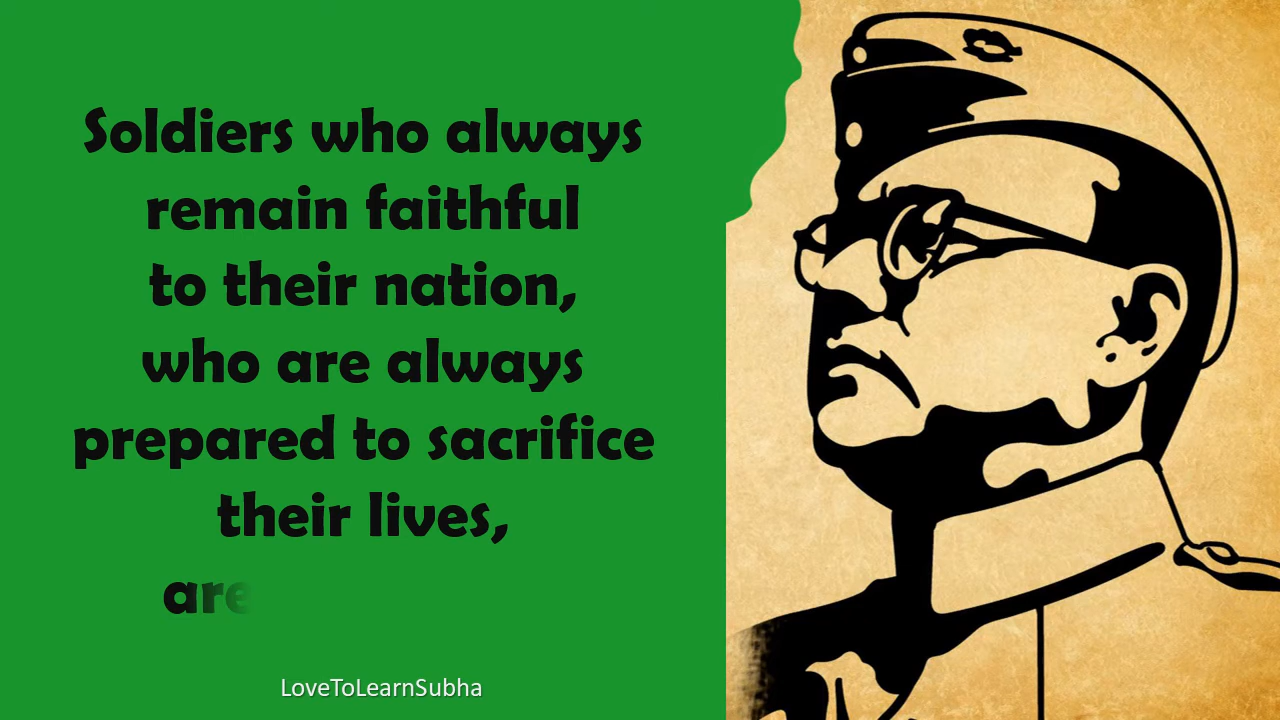 Soldiers who always
remain faithful
to their nation,
who are always
prepared to sacrifice
their lives,
are
LoveToLearnSubha